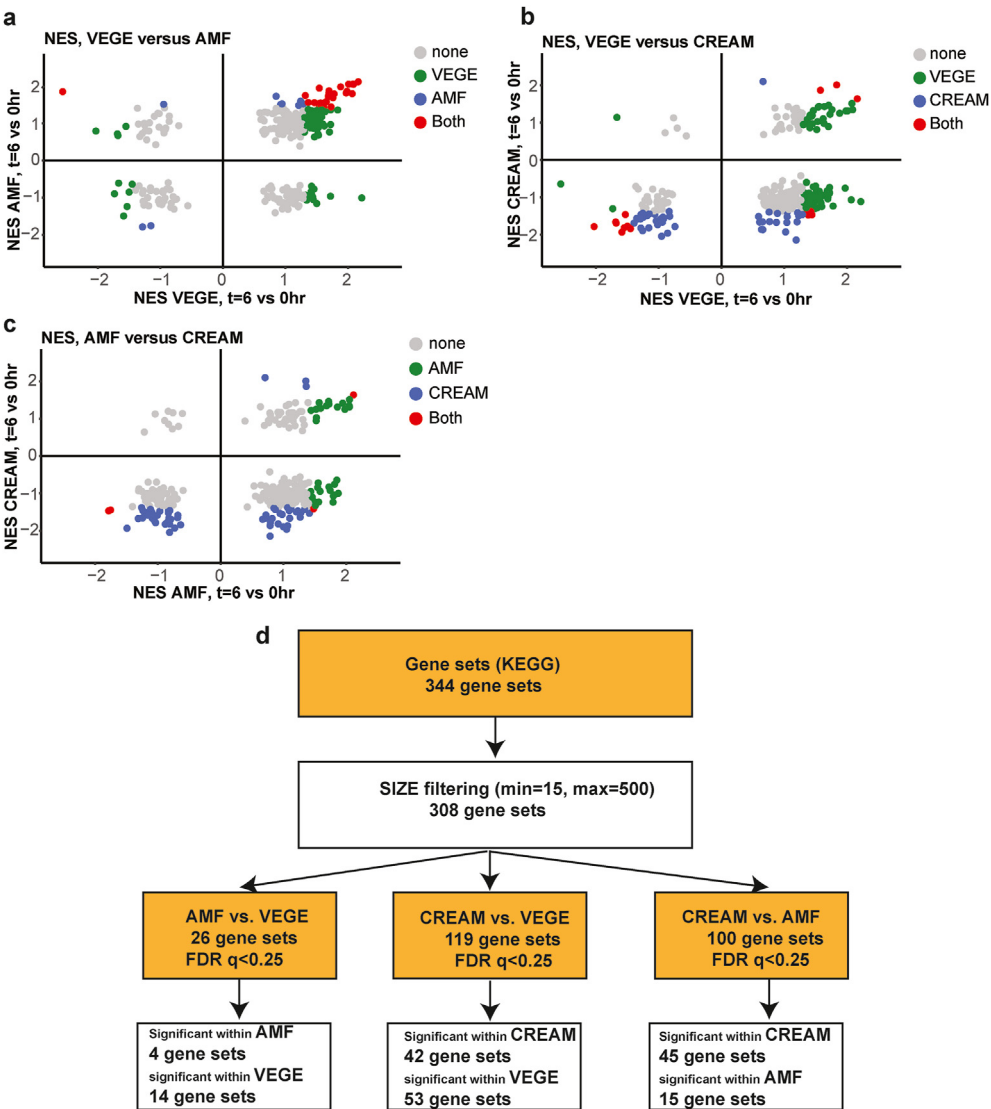 a
NES, VEGE versus AMF
none
VEGE
AMF
Both
2
1
0
−1
−2
NES AMF, t=6 vs 0hr
−2 −1 0 1 2
NES VEGE, t=6 vs 0hr
b
NES, VEGE versus CREAM
none
VEGE
CREAM
Both
2
1
0
−1
−2
NES CREAM, t=6 vs 0hr
−2 −1 0 1 2
NES VEGE, t=6 vs 0hr
c
NES, AMF versus CREAM
none
AMF
CREAM
Both
2
1
0
−1
−2
NES CREAM, t=6 vs 0hr
−2 −1 0 1 2
NES AMF, t=6 vs 0hr
d
Gene sets (KEGG)
344 gene sets
SIZE filtering (min=15, max=500)
308 gene sets
AMF vs. VEGE
26 gene sets
FDR q<0.25
CREAM vs. VEGE
119 gene sets
FDR q<0.25
CREAM vs. AMF
100 gene sets
FDR q<0.25
Significant within AMF
4 gene sets
significant within VEGE
14 gene sets
Significant within CREAM
42 gene sets
significant within VEGE
53 gene sets
Significant within CREAM
45 gene sets
significant within AMF
15 gene sets